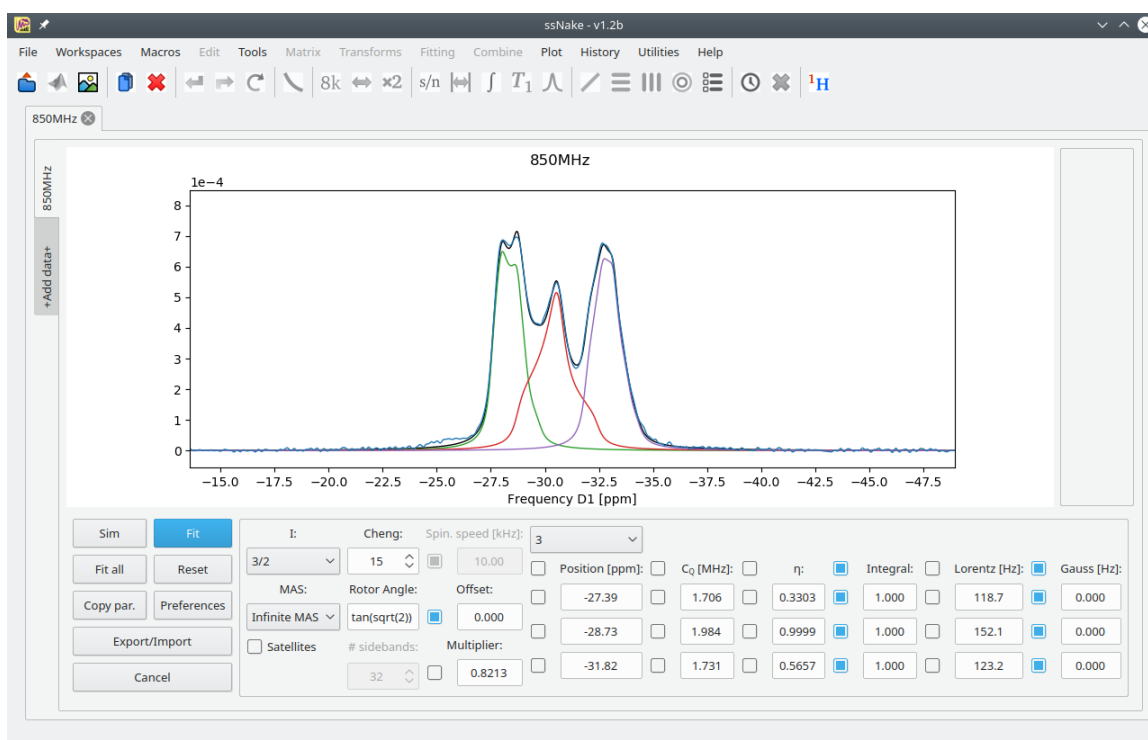 ssNake - v1.2b
File Workspaces Macros Edit Tools Matrix Transforms Fitting Combine Plot History Utilities Help
8k ×2 s/n ∫ T1 1H
850MHz
850MHz
+Add data+
850MHz
1e−4
8
7
6
5
4
3
2
1
0
−15.0 −17.5 −20.0 −22.5 −25.0 −27.5 −30.0 −32.5 −35.0 −37.5 −40.0 −42.5 −45.0 −47.5
Frequency D1 [ppm]
Sim Fit I: Cheng: Spin. speed [kHz]: 3
Fit all Reset 3/2 15 10.00 Position [ppm]: CQ [MHz]: η: Integral: Lorentz [Hz]: Gauss [Hz]:
MAS: Rotor Angle: Offset:
Copy par. Preferences Infinite MAS tan(sqrt(2)) 0.000 -27.39 1.706 0.3303 1.000 118.7 0.000
Export/Import Satellites # sidebands: Multiplier: -28.73 1.984 0.9999 1.000 152.1 0.000
Cancel 32 0.8213 -31.82 1.731 0.5657 1.000 123.2 0.000